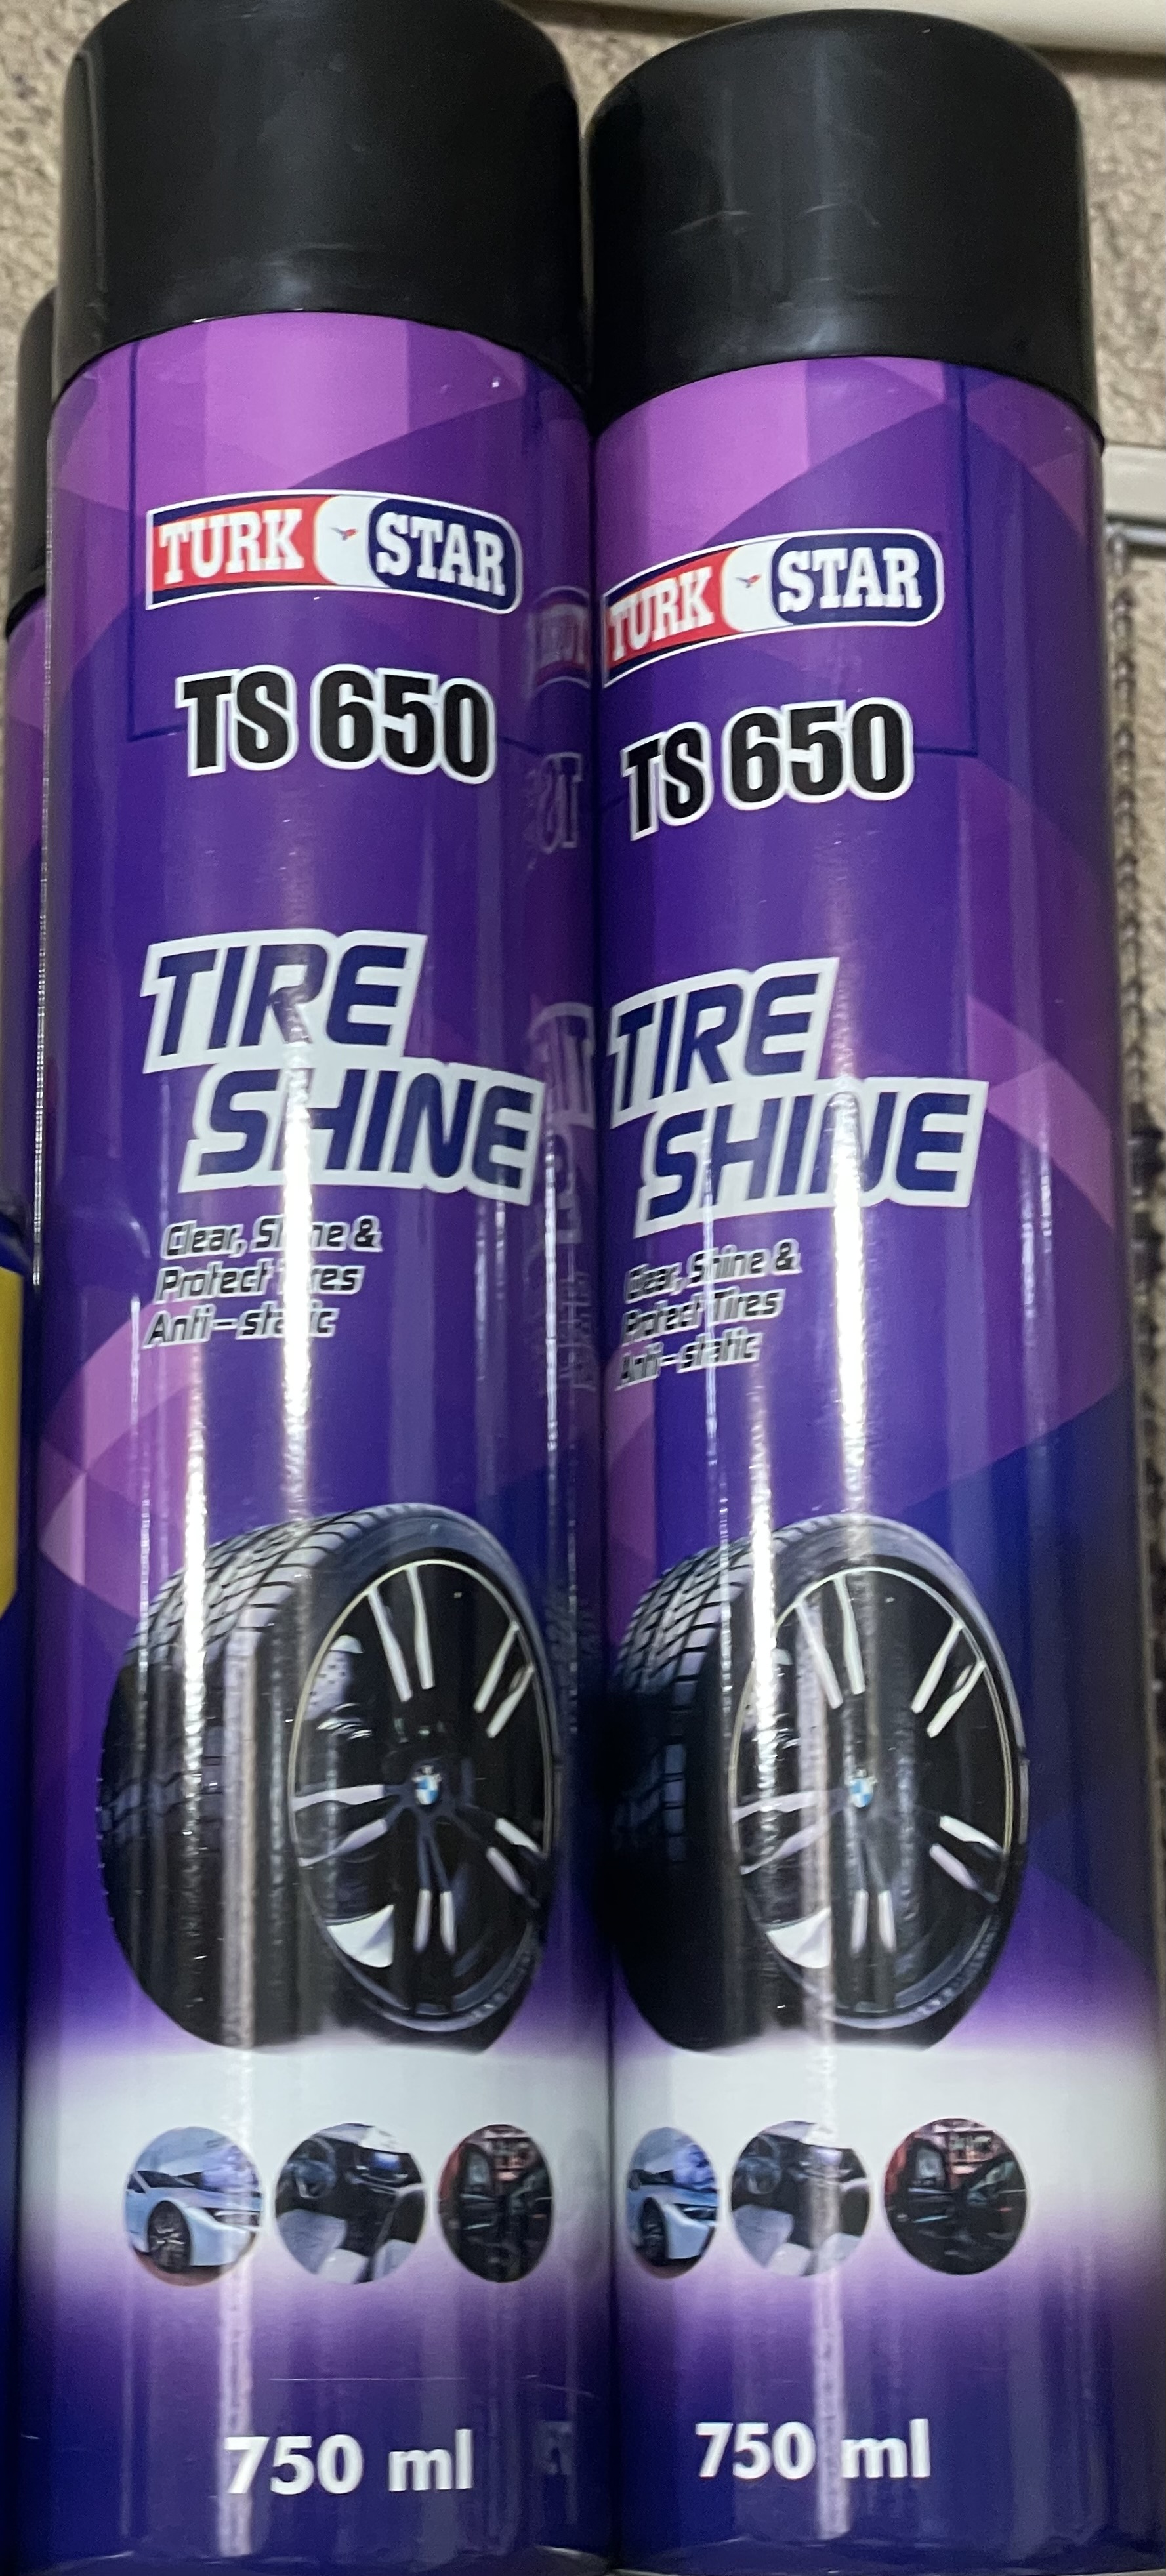 TURK STAR
TS 650
TIRE
SHINE
Clear, Shine &
Protect Tires
Anti-static
750 ml
TURK STAR
TS 650
TIRE
SHINE
Clear, Shine &
Protect Tires
Anti-static
750 ml